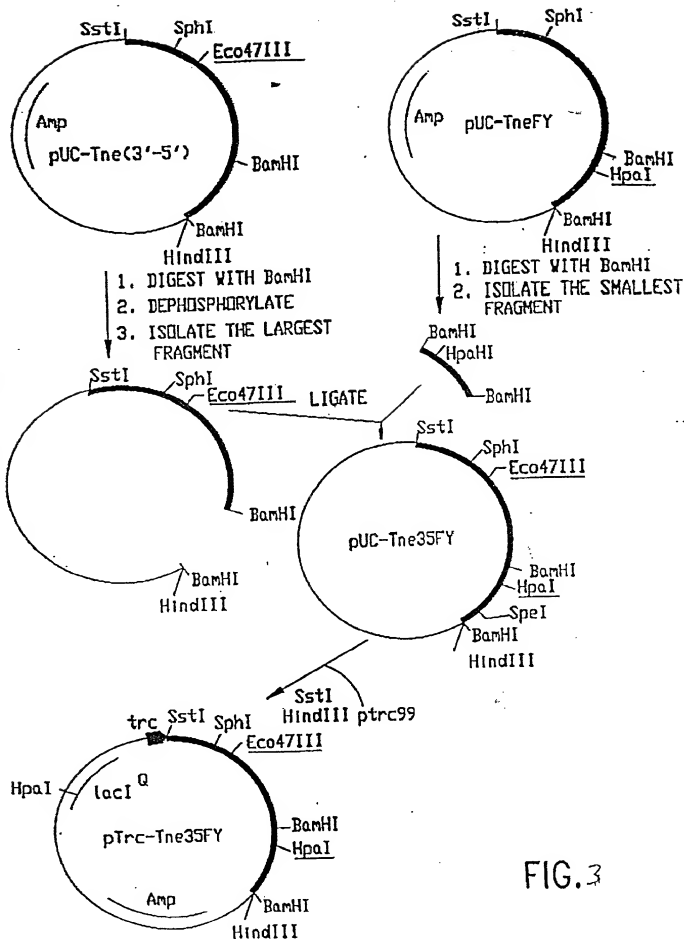 SstI
SphI
Eco47III
Amp
pUC-Tne(3'-5')
BamHI
BamHI
HindIII
SstI
SphI
Amp
pUC-TneFY
BamHI
HpaI
BamHI
HindIII
1. DIGEST WITH BamHI
2. DEPHOSPHORYLATE
3. ISOLATE THE LARGEST
FRAGMENT
1. DIGEST WITH BamHI
2. ISOLATE THE SMALLEST
FRAGMENT
BamHI
HpaHI
BamHI
SstI
SphI
Eco47III
BamHI
BamHI
HindIII
LIGATE
SstI
SphI
Eco47III
pUC-Tne35FY
BamHI
HpaI
SpeI
BamHI
HindIII
SstI
HindIII ptrc99
trc
SstI
SphI
Eco47III
HpaI
lacI Q
pTrc-Tne35FY
BamHI
HpaI
Amp
BamHI
HindIII
FIG.3